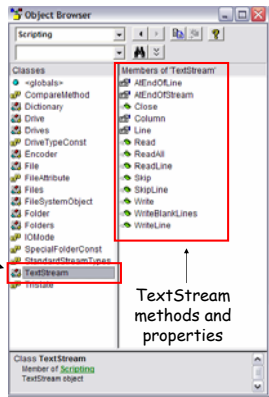 Object Browser
Scripting
Classes
<globals>
CompareMethod
Dictionary
Drive
Drives
DriveTypeConst
Encoder
File
FileAttribute
Files
FileSystemObject
Folder
Folders
IOMode
SpecialFolderConst
StandardStreamTypes
TextStream
Tristate
Members of 'TextStream'
AtEndOfLine
AtEndOfStream
Close
Column
Line
Read
ReadAll
ReadLine
Skip
SkipLine
Write
WriteBlankLines
WriteLine
TextStream
methods and
properties
Class TextStream
Member of Scripting
TextStream object